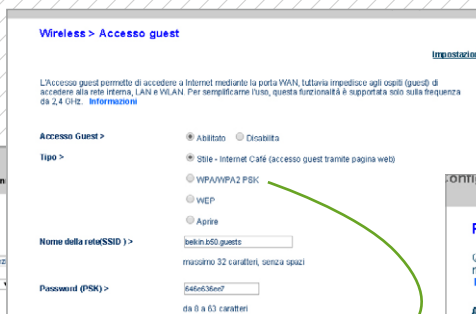 Wireless > Accesso guest
Impostazion
L'Accesso guest permette di accedere a Internet mediante la porta WAN, tuttavia impedisce agli ospiti (guest) di
accedere alla rete interna, LAN e WLAN. Per semplificarne l'uso, questa funzionalità è supportata solo sulla frequenza
da 2,4 GHz. Informazioni
Accesso Guest > Abilitato Disabilita
Tipo > Stile - Internet Café (accesso guest tramite pagina web)
WPA/WPA2 PSK
WEP
Aprire
Nome della rete(SSID ) > belkin.b50.guests
massimo 32 caratteri, senza spazi
Password (PSK) > 646e636ee7
da 8 a 63 caratteri